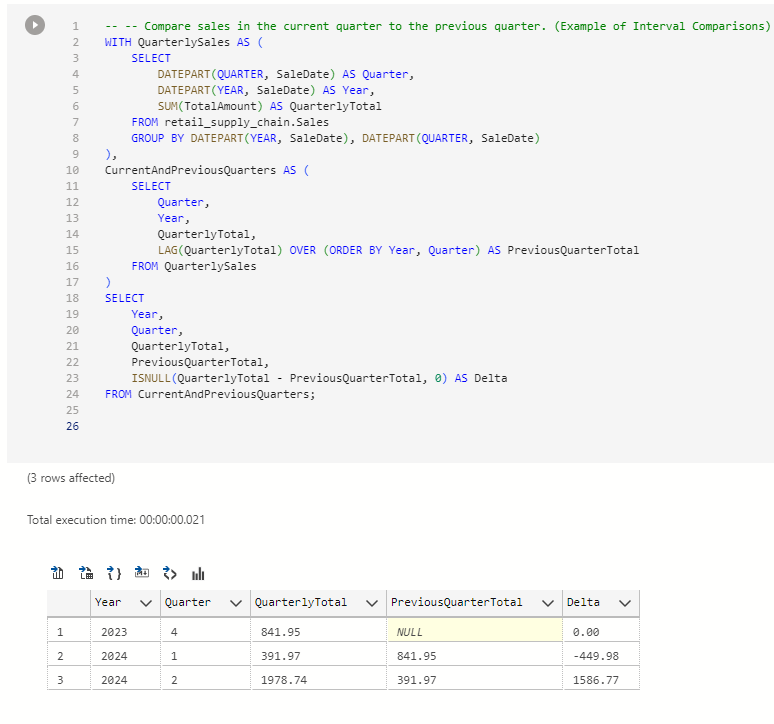 1 -- -- Compare sales in the current quarter to the previous quarter. (Example of Interval Comparisons)
2 WITH QuarterlySales AS (
3     SELECT
4         DATEPART(QUARTER, SaleDate) AS Quarter,
5         DATEPART(YEAR, SaleDate) AS Year,
6         SUM(TotalAmount) AS QuarterlyTotal
7     FROM retail_supply_chain.Sales
8     GROUP BY DATEPART(YEAR, SaleDate), DATEPART(QUARTER, SaleDate)
9 ),
10 CurrentAndPreviousQuarters AS (
11     SELECT
12         Quarter,
13         Year,
14         QuarterlyTotal,
15         LAG(QuarterlyTotal) OVER (ORDER BY Year, Quarter) AS PreviousQuarterTotal
16     FROM QuarterlySales
17 )
18 SELECT
19     Year,
20     Quarter,
21     QuarterlyTotal,
22     PreviousQuarterTotal,
23     ISNULL(QuarterlyTotal - PreviousQuarterTotal, 0) AS Delta
24 FROM CurrentAndPreviousQuarters;
25
26
(3 rows affected)
Total execution time: 00:00:00.021
Year Quarter QuarterlyTotal PreviousQuarterTotal Delta
1 2023 4 841.95 NULL 0.00
2 2024 1 391.97 841.95 -449.98
3 2024 2 1978.74 391.97 1586.77